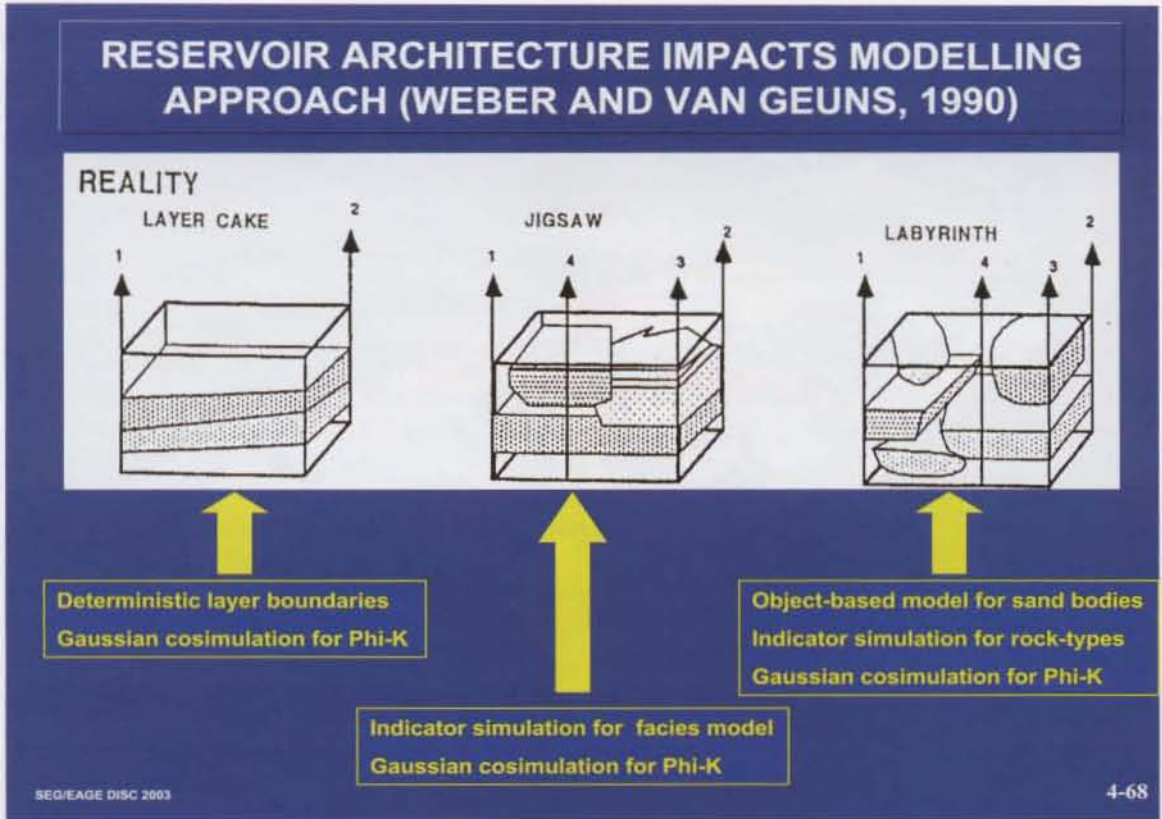 RESERVOIR ARCHITECTURE IMPACTS MODELLING
APPROACH (WEBER AND VAN GEUNS, 1990)
REALITY
LAYER CAKE
1
2
JIGSAW
1
4
3
2
LABYRINTH
1
4
3
2
Deterministic layer boundaries
Gaussian cosimulation for Phi-K
Indicator simulation for facies model
Gaussian cosimulation for Phi-K
Object-based model for sand bodies
Indicator simulation for rock-types
Gaussian cosimulation for Phi-K
SEG/EAGE DISC 2003
4-68